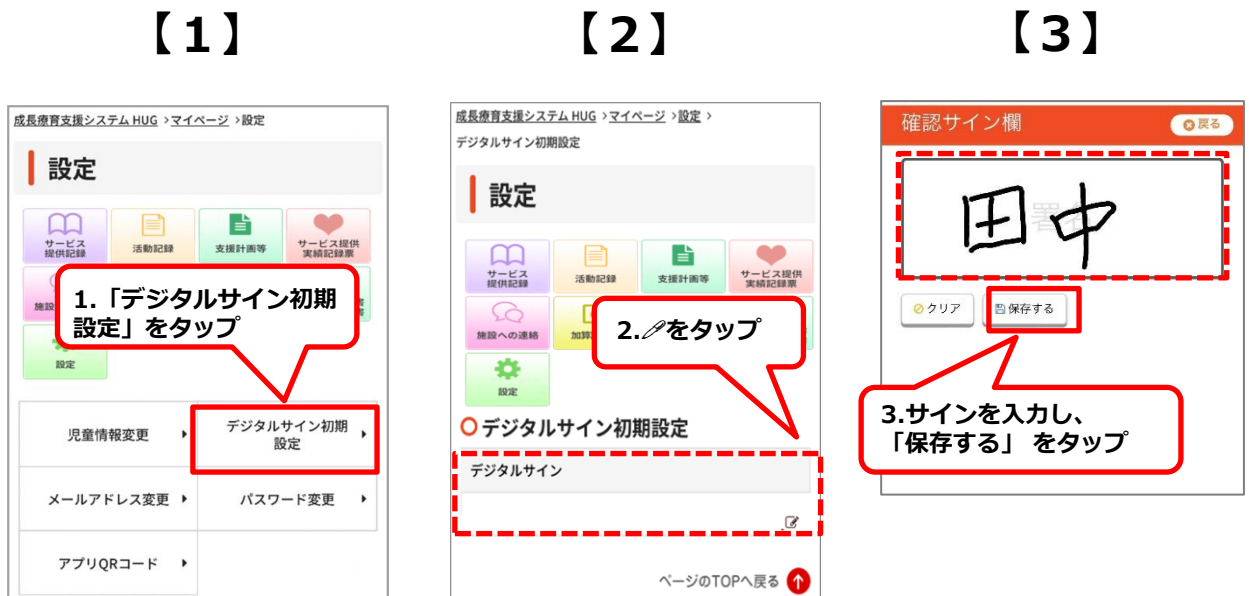 【1】
成長療育支援システム HUG >マイページ >設定
設定
サービス
提供記録
活動記録
支援計画等
サービス提供
実績記録票
施設
1.「デジタルサイン初期
設定」をタップ
設定
児童情報変更
デジタルサイン初期
設定
メールアドレス変更
パスワード変更
アプリQRコード
【2】
成長療育支援システム HUG >マイページ >設定 >
デジタルサイン初期設定
設定
サービス
提供記録
活動記録
支援計画等
サービス提供
実績記録票
施設への連絡
加算
2.をタップ
設定
デジタルサイン初期設定
デジタルサイン
ページのTOPへ戻る
【3】
確認サイン欄
戻る
田中
クリア
保存する
3.サインを入力し、
「保存する」 をタップ